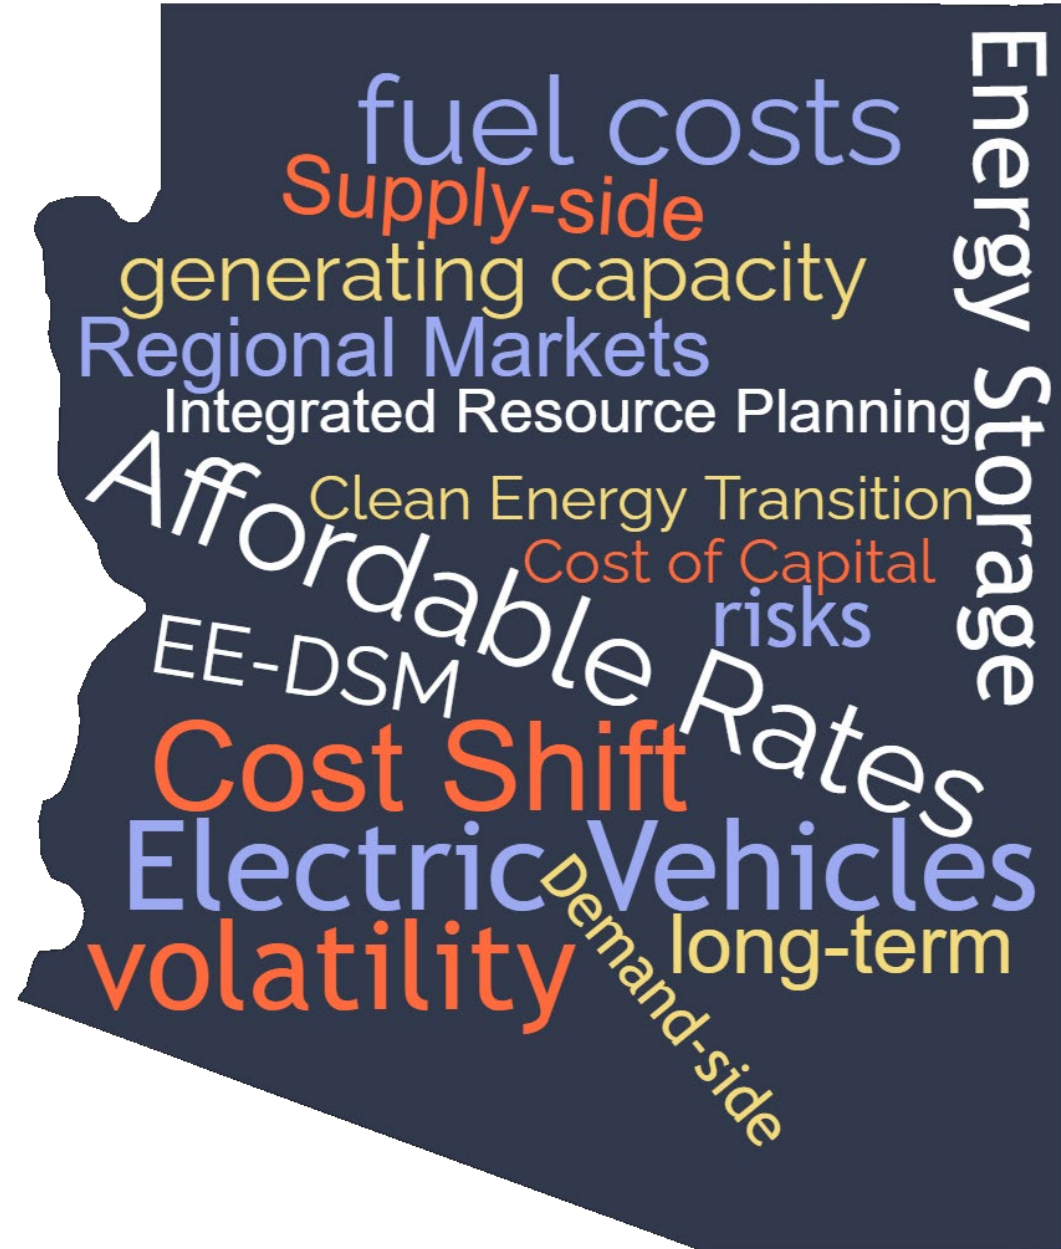 fuel costs
Supply-side
generating capacity
Regional Markets
Integrated Resource Planning
Energy Storage
Clean Energy Transition
Affordable Rates
Cost of Capital
risks
EE-DSM
Cost Shift
Electric Vehicles
Demand-side
long-term
volatility